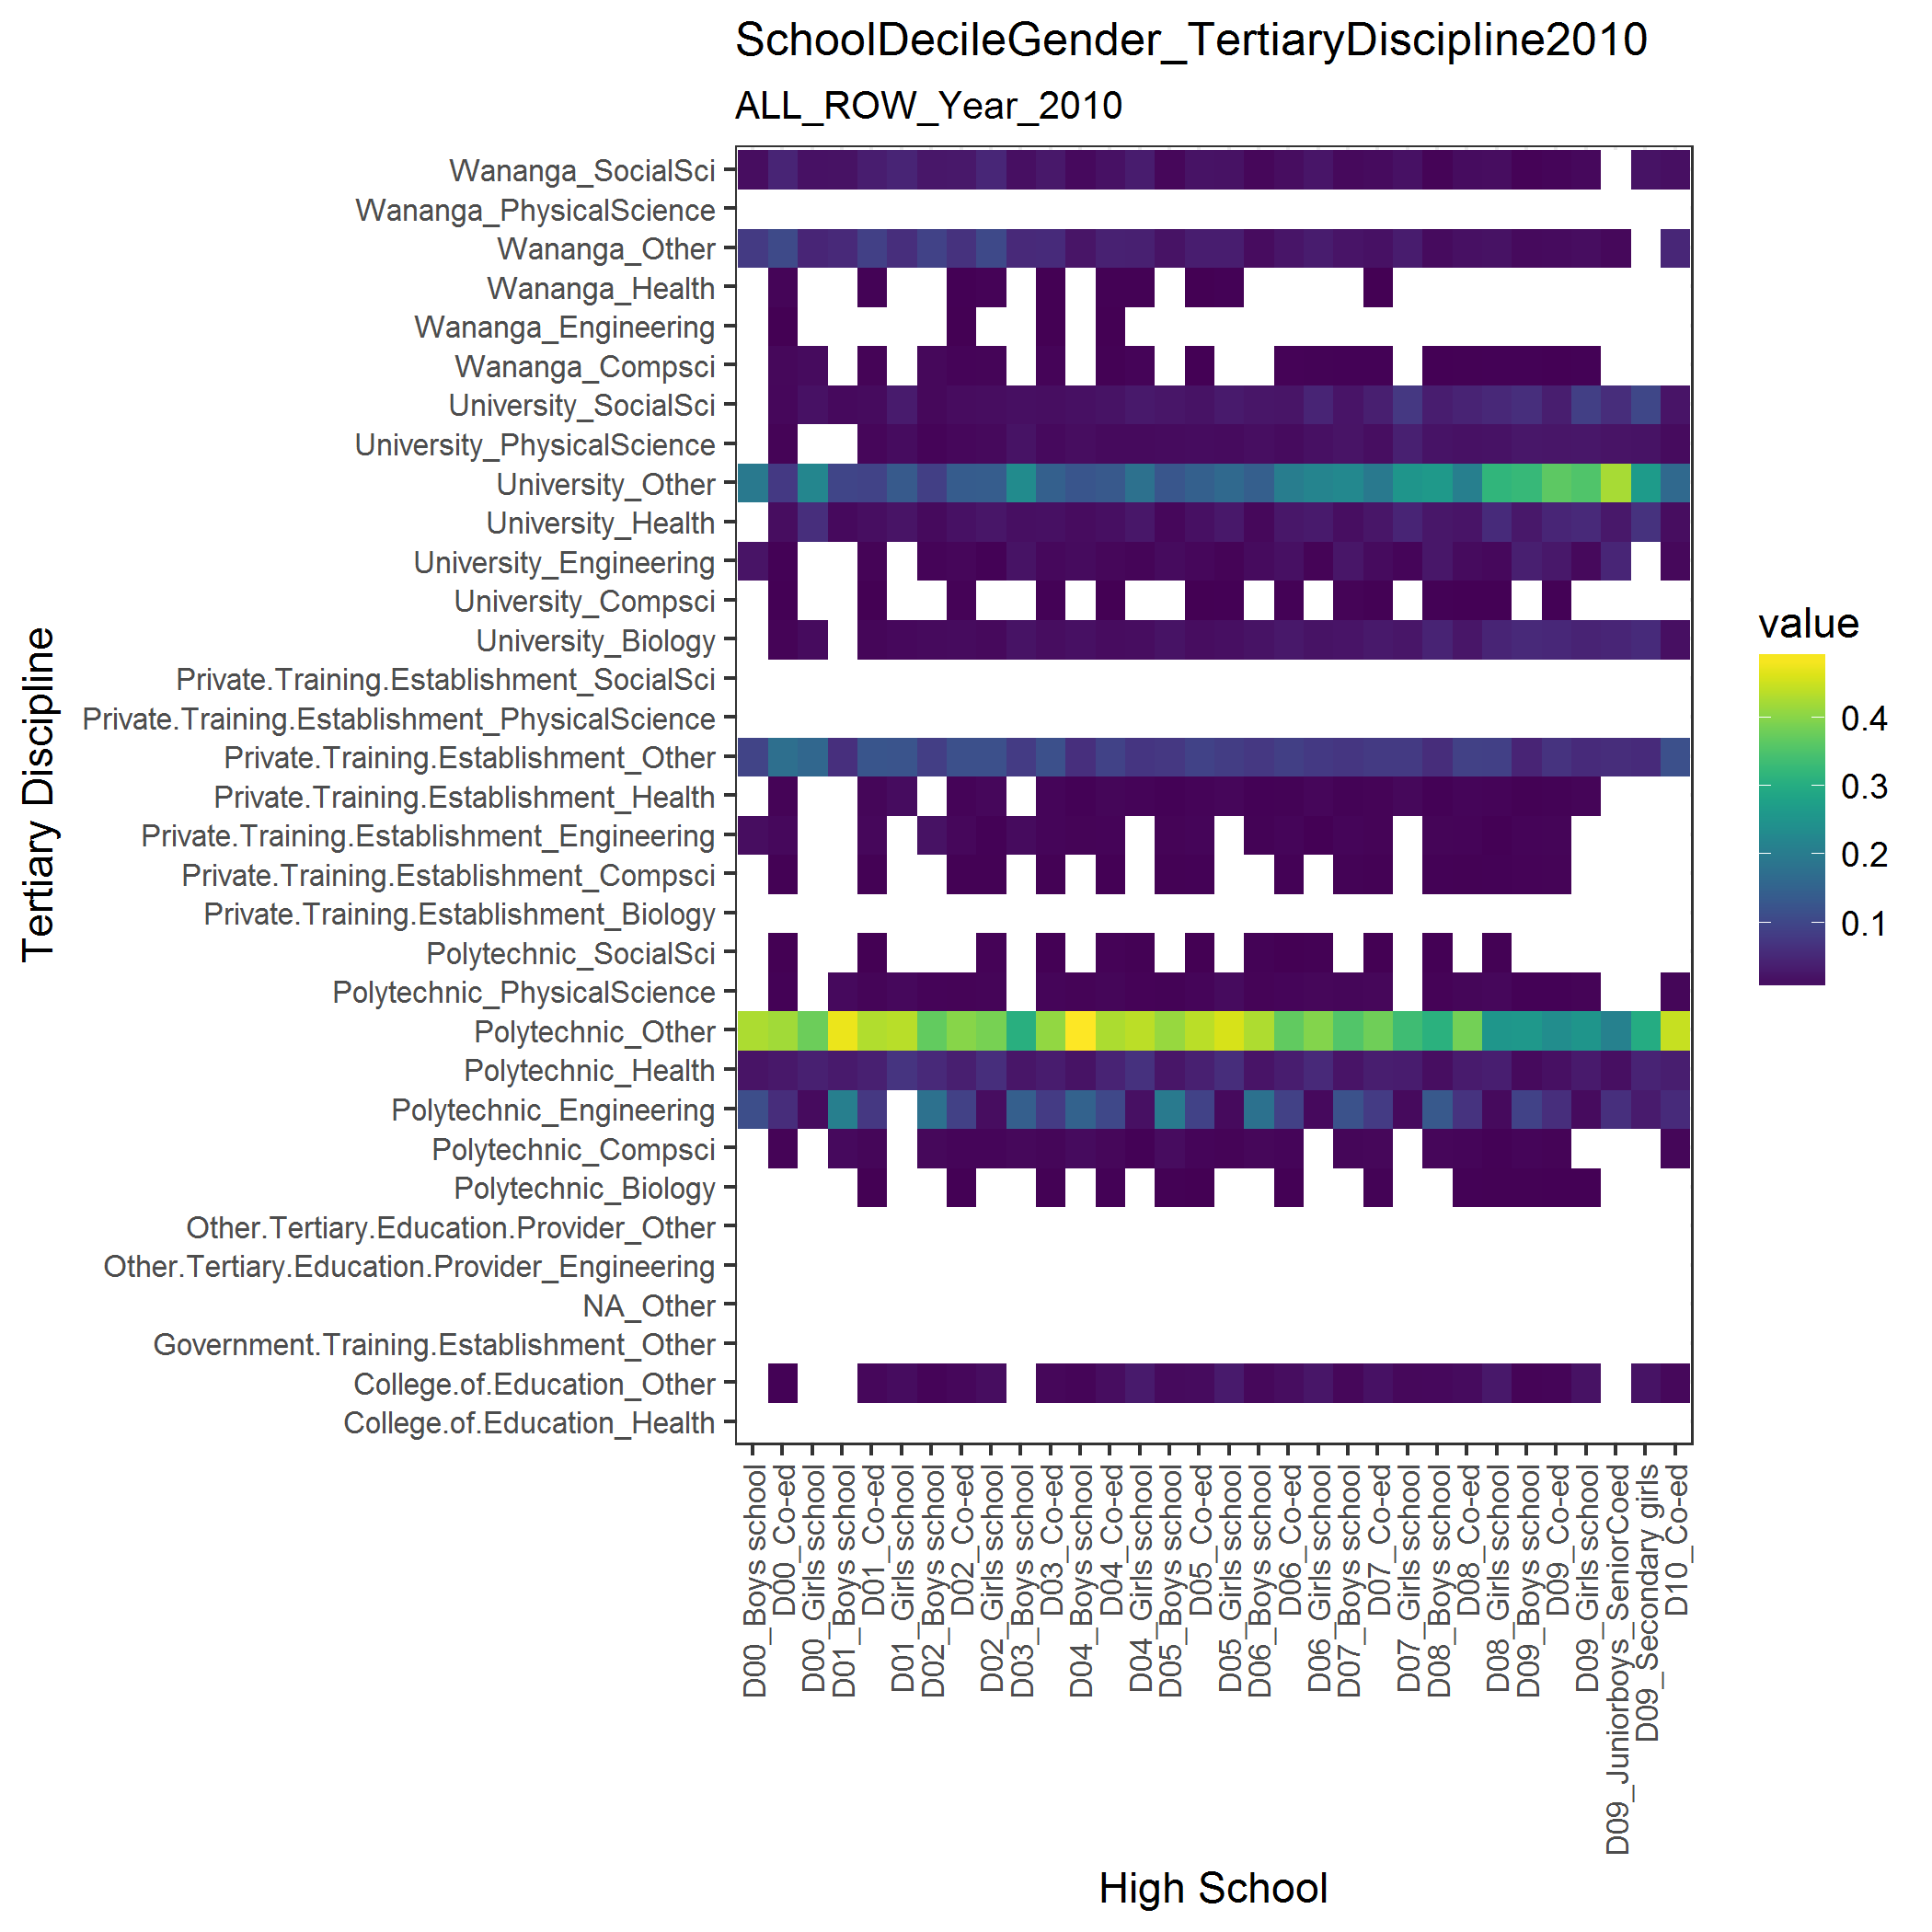 SchoolDecileGender_TertiaryDiscipline2010
ALL_ROW_Year_2010
Tertiary Discipline
Wananga_SocialSci
Wananga_PhysicalScience
Wananga_Other
Wananga_Health
Wananga_Engineering
Wananga_Compsci
University_SocialSci
University_PhysicalScience
University_Other
University_Health
University_Engineering
University_Compsci
University_Biology
Private.Training.Establishment_SocialSci
Private.Training.Establishment_PhysicalScience
Private.Training.Establishment_Other
Private.Training.Establishment_Health
Private.Training.Establishment_Engineering
Private.Training.Establishment_Compsci
Private.Training.Establishment_Biology
Polytechnic_SocialSci
Polytechnic_PhysicalScience
Polytechnic_Other
Polytechnic_Health
Polytechnic_Engineering
Polytechnic_Compsci
Polytechnic_Biology
Other.Tertiary.Education.Provider_Other
Other.Tertiary.Education.Provider_Engineering
NA_Other
Government.Training.Establishment_Other
College.of.Education_Other
College.of.Education_Health
D00_Boys school
D00_Co-ed
D00_Girls school
D01_Boys school
D01_Co-ed
D01_Girls school
D02_Boys school
D02_Co-ed
D02_Girls school
D03_Boys school
D03_Co-ed
D04_Boys school
D04_Co-ed
D04_Girls school
D05_Boys school
D05_Co-ed
D05_Girls school
D06_Boys school
D06_Co-ed
D06_Girls school
D07_Boys school
D07_Co-ed
D07_Girls school
D08_Boys school
D08_Co-ed
D08_Girls school
D09_Boys school
D09_Co-ed
D09_Girls school
D09_Juniorboys_SeniorCoed
D09_Secondary girls
D10_Co-ed
High School
value
0.4
0.3
0.2
0.1